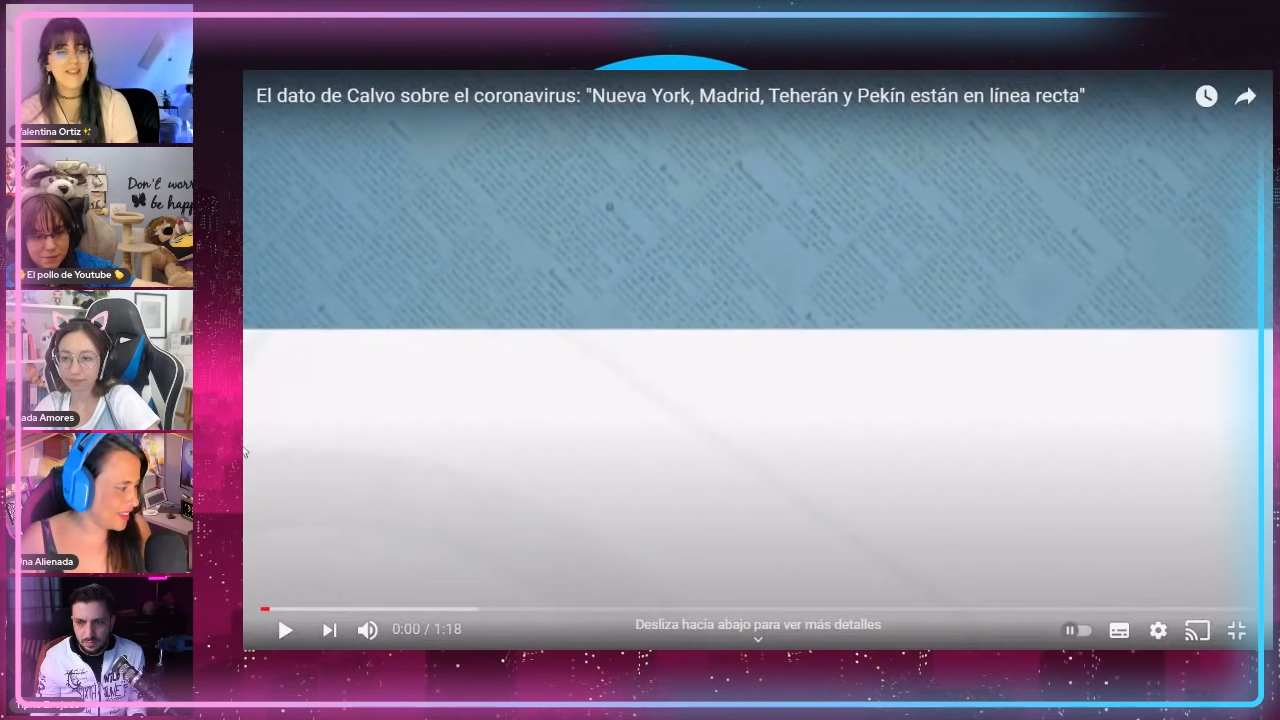 El dato de Calvo sobre el coronavirus: "Nueva York, Madrid, Teherán y Pekín están en línea recta"
Valentina Ortiz✨
Don't worr
be happ
El pollo de Youtube
ada Amores
Una Alienada
0:00 / 1:18
Desliza hacia abajo para ver más detalles